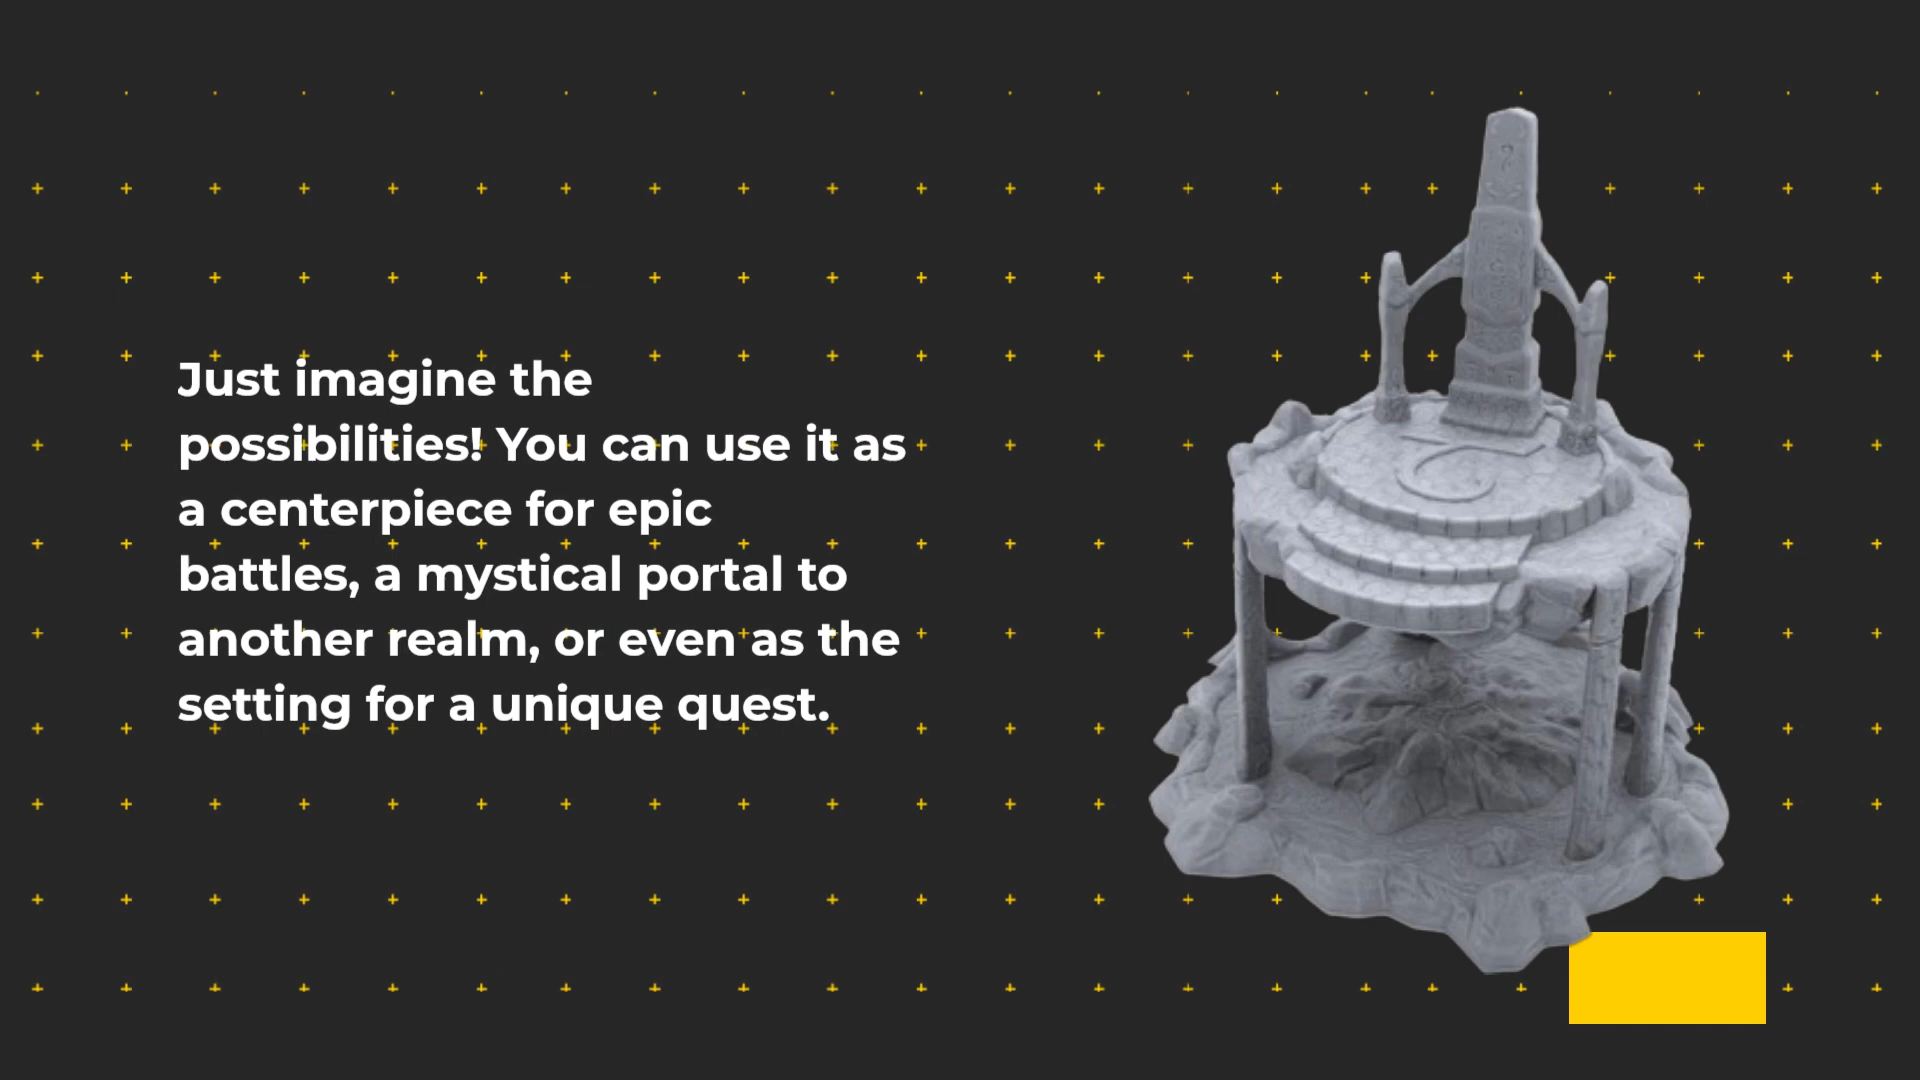 Just imagine the
possibilities! You can use it as
a centerpiece for epic
battles, a mystical portal to
another realm, or even as the
setting for a unique quest.